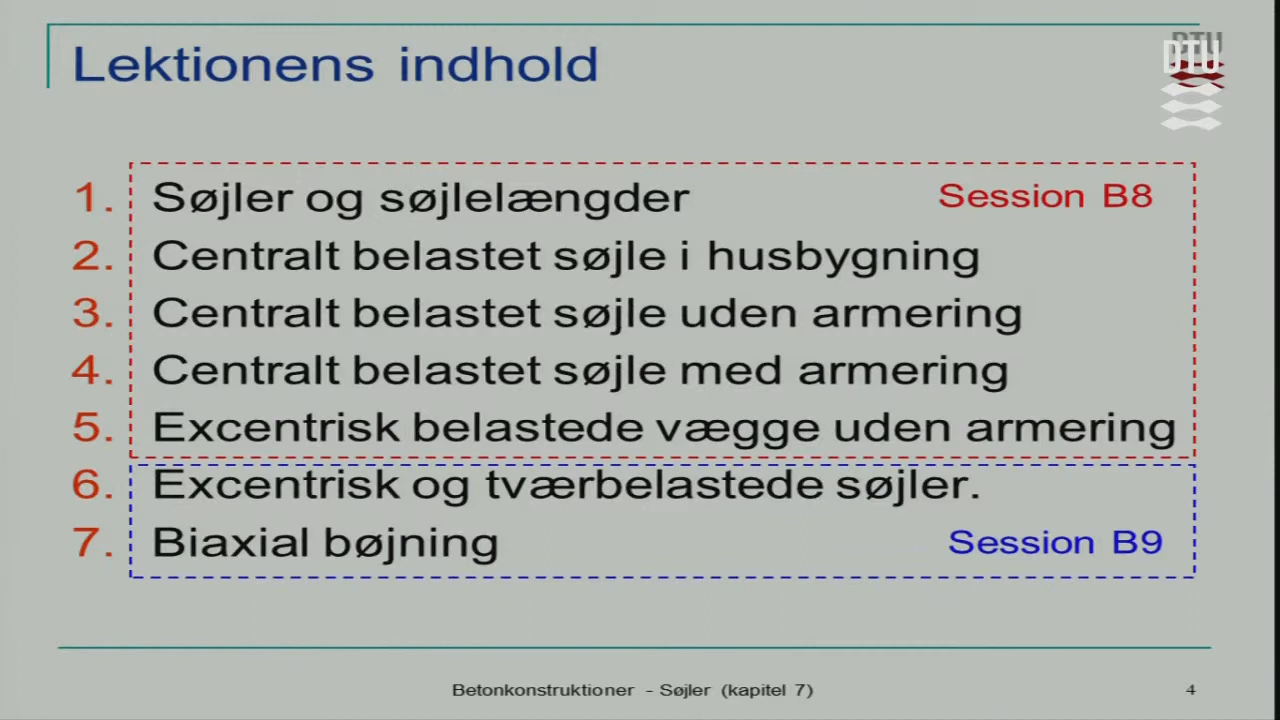 Lektionens indhold
DTU
1. Søjler og søjlelængder Session B8
2. Centralt belastet søjle i husbygning
3. Centralt belastet søjle uden armering
4. Centralt belastet søjle med armering
5. Excentrisk belastede vægge uden armering
6. Excentrisk og tværbelastede søjler.
7. Biaxial bøjning Session B9
Betonkonstruktioner - Søjler (kapitel 7) 4